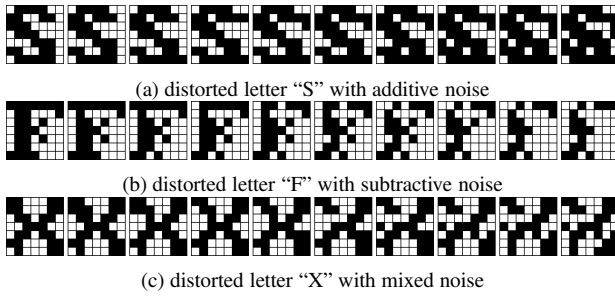 (a) distorted letter “S” with additive noise
(b) distorted letter “F” with subtractive noise
(c) distorted letter “X” with mixed noise